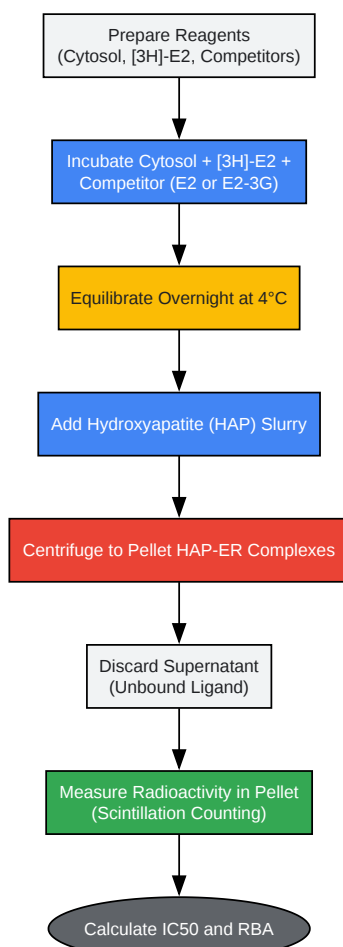 Prepare Reagents
(Cytosol, [3H]-E2, Competitors)
Incubate Cytosol + [3H]-E2 +
Competitor (E2 or E2-3G)
Equilibrate Overnight at 4°C
Add Hydroxyapatite (HAP) Slurry
Centrifuge to Pellet HAP-ER Complexes
Discard Supernatant
(Unbound Ligand)
Measure Radioactivity in Pellet
(Scintillation Counting)
Calculate IC50 and RBA